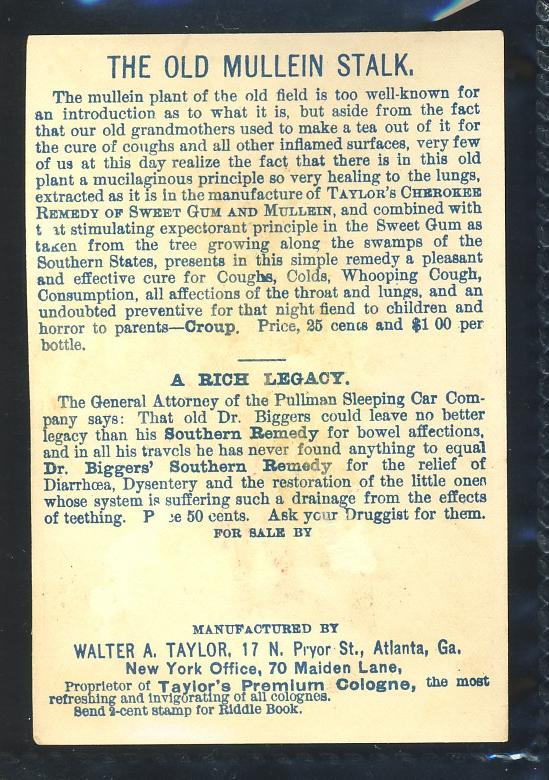 THE OLD MULLEIN STALK.
The mullein plant of the old field is too well-known for
an introduction as to what it is, but aside from the fact
that our old grandmothers used to make a tea out of it for
the cure of coughs and all other inflamed surfaces, very few
of us at this day realize the fact that there is in this old
plant a mucilaginous principle so very healing to the lungs,
extracted as it is in the manufacture of TAYLOR'S CHEROKEE
REMEDY OF SWEET GUM AND MULLEIN, and combined with
t at stimulating expectorant principle in the Sweet Gum as
taken from the tree growing along the swamps of the
Southern States, presents in this simple remedy a pleasant
and effective cure for Coughs, Colds, Whooping Cough,
Consumption, all affections of the throat and lungs, and an
undoubted preventive for that night fiend to children and
horror to parents—Croup. Price, 25 cents and $1 00 per
bottle.
A RICH LEGACY.
The General Attorney of the Pullman Sleeping Car Com-
pany says: That old Dr. Biggers could leave no better
legacy than his Southern Remedy for bowel affections,
and in all his travels he has never found anything to equal
Dr. Biggers' Southern Remedy for the relief of
Diarrhœa, Dysentery and the restoration of the little ones
whose system is suffering such a drainage from the effects
of teething. P ce 50 cents. Ask your Druggist for them.
FOR SALE BY
MANUFACTURED BY
WALTER A. TAYLOR, 17 N. Pryor St., Atlanta, Ga.
New York Office, 70 Maiden Lane,
Proprietor of Taylor's Premium Cologne, the most
refreshing and invigorating of all colognes.
Send 2-cent stamp for Riddle Book.